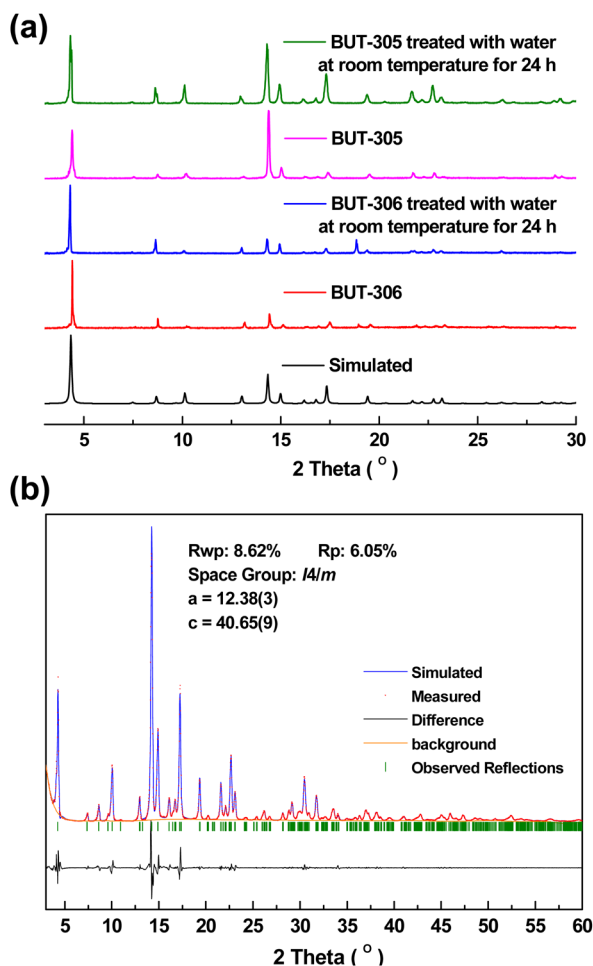 (a)
BUT-305 treated with water
at room temperature for 24 h
BUT-305
BUT-306 treated with water
at room temperature for 24 h
BUT-306
Simulated
5 10 15 20 25 30
2 Theta ( O )
(b)
Rwp: 8.62% Rp: 6.05%
Space Group: I4/m
a = 12.38(3)
c = 40.65(9)
Simulated
Measured
Difference
background
Observed Reflections
5 10 15 20 25 30 35 40 45 50 55 60
2 Theta ( O )